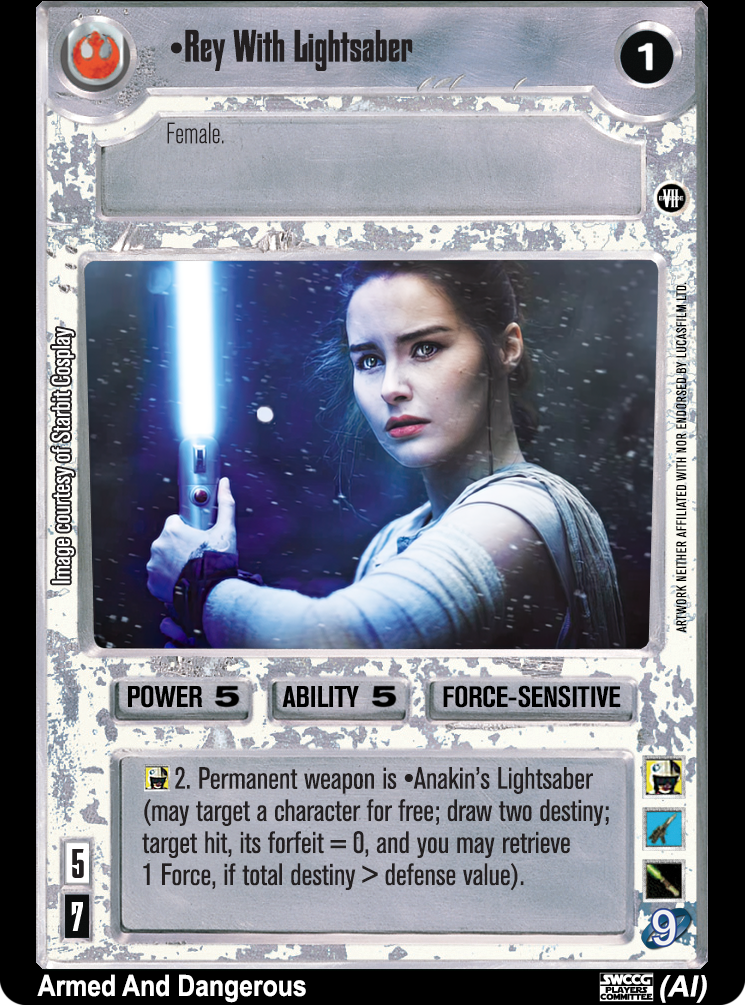 •Rey With Lightsaber
1
Female.
EPISODE
VII
Image courtesy of Starbit Cosplay
ARTWORK NEITHER AFFILIATED WITH NOR ENDORSED BY LUCASFILM LTD.
POWER 5
ABILITY 5
FORCE-SENSITIVE
2. Permanent weapon is •Anakin's Lightsaber
(may target a character for free; draw two destiny;
target hit, its forfeit = 0, and you may retrieve
1 Force, if total destiny > defense value).
5
7
9
Armed And Dangerous
SWCCG
PLAYERS
COMMITTEE
(AI)